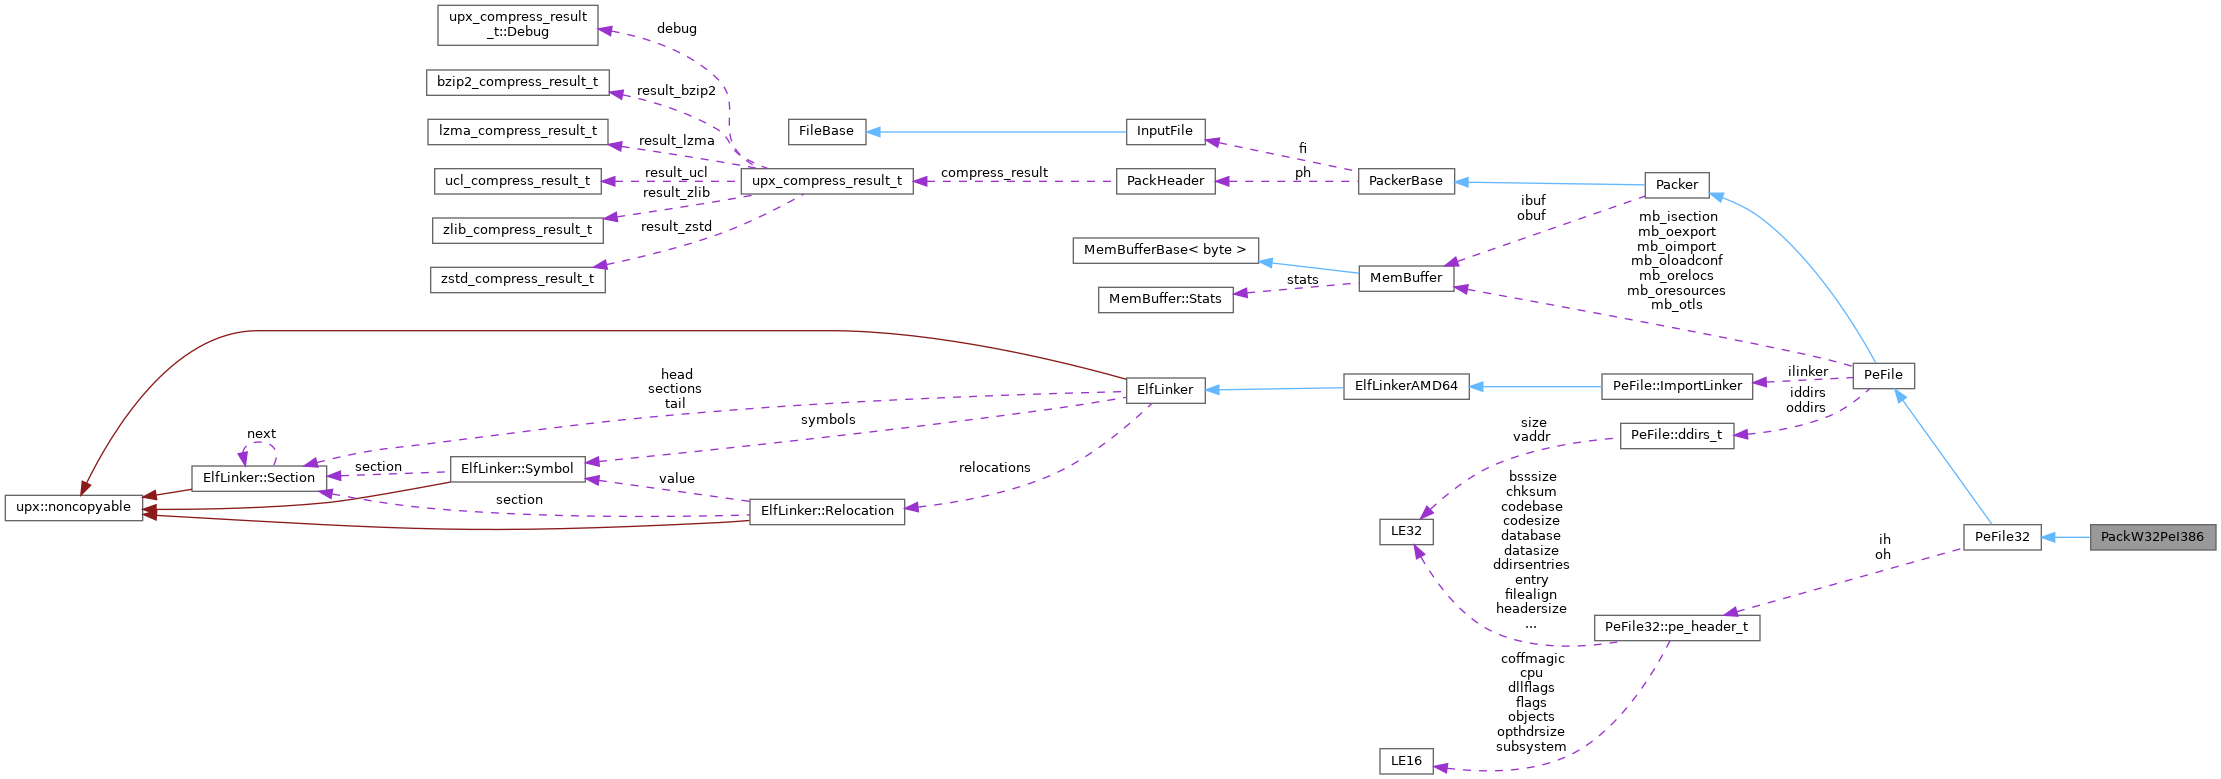 upx_compress_result
_t::Debug
debug
bzip2_compress_result_t
result_bzip2
lzma_compress_result_t
result_lzma
ucl_compress_result_t
result_ucl
zlib_compress_result_t
result_zlib
zstd_compress_result_t
result_zstd
upx_compress_result_t
compress_result
FileBase
InputFile
PackHeader
fi
ph
PackerBase
Packer
ibuf
obuf
MemBufferBase< byte >
MemBuffer::Stats
stats
MemBuffer
mb_isection
mb_oexport
mb_oimport
mb_oloadconf
mb_orelocs
mb_oresources
mb_otls
PeFile
ilinker
iddirs
oddirs
PeFile::ImportLinker
ElfLinkerAMD64
ElfLinker
head
sections
tail
symbols
relocations
next
ElfLinker::Section
section
ElfLinker::Symbol
value
section
ElfLinker::Relocation
upx::noncopyable
PeFile::ddirs_t
size
vaddr
LE32
bsssize
chksum
codebase
codesize
database
datasize
ddirsentries
entry
filealign
headersize
...
PeFile32
PackW32PeI386
ih
oh
PeFile32::pe_header_t
coffmagic
cpu
dllflags
flags
objects
opthdrsize
subsystem
LE16